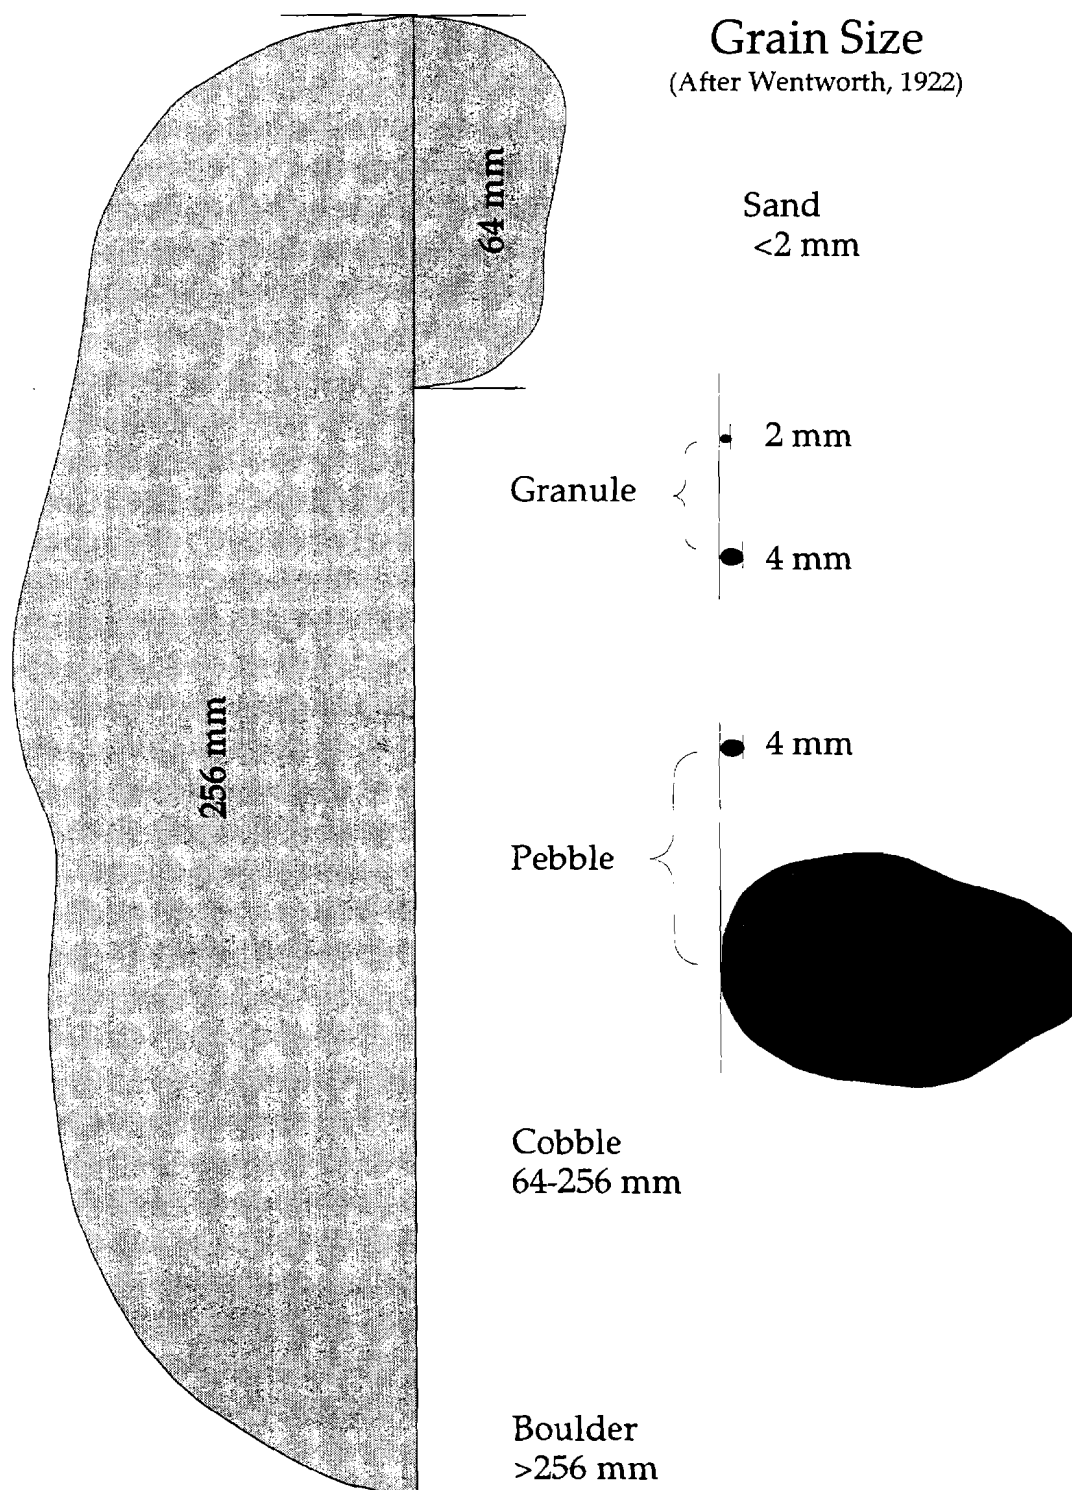 Grain Size
(After Wentworth, 1922)
64 mm
Sand
<2 mm
2 mm
Granule
4 mm
256 mm
4 mm
Pebble
Cobble
64-256 mm
Boulder
>256 mm